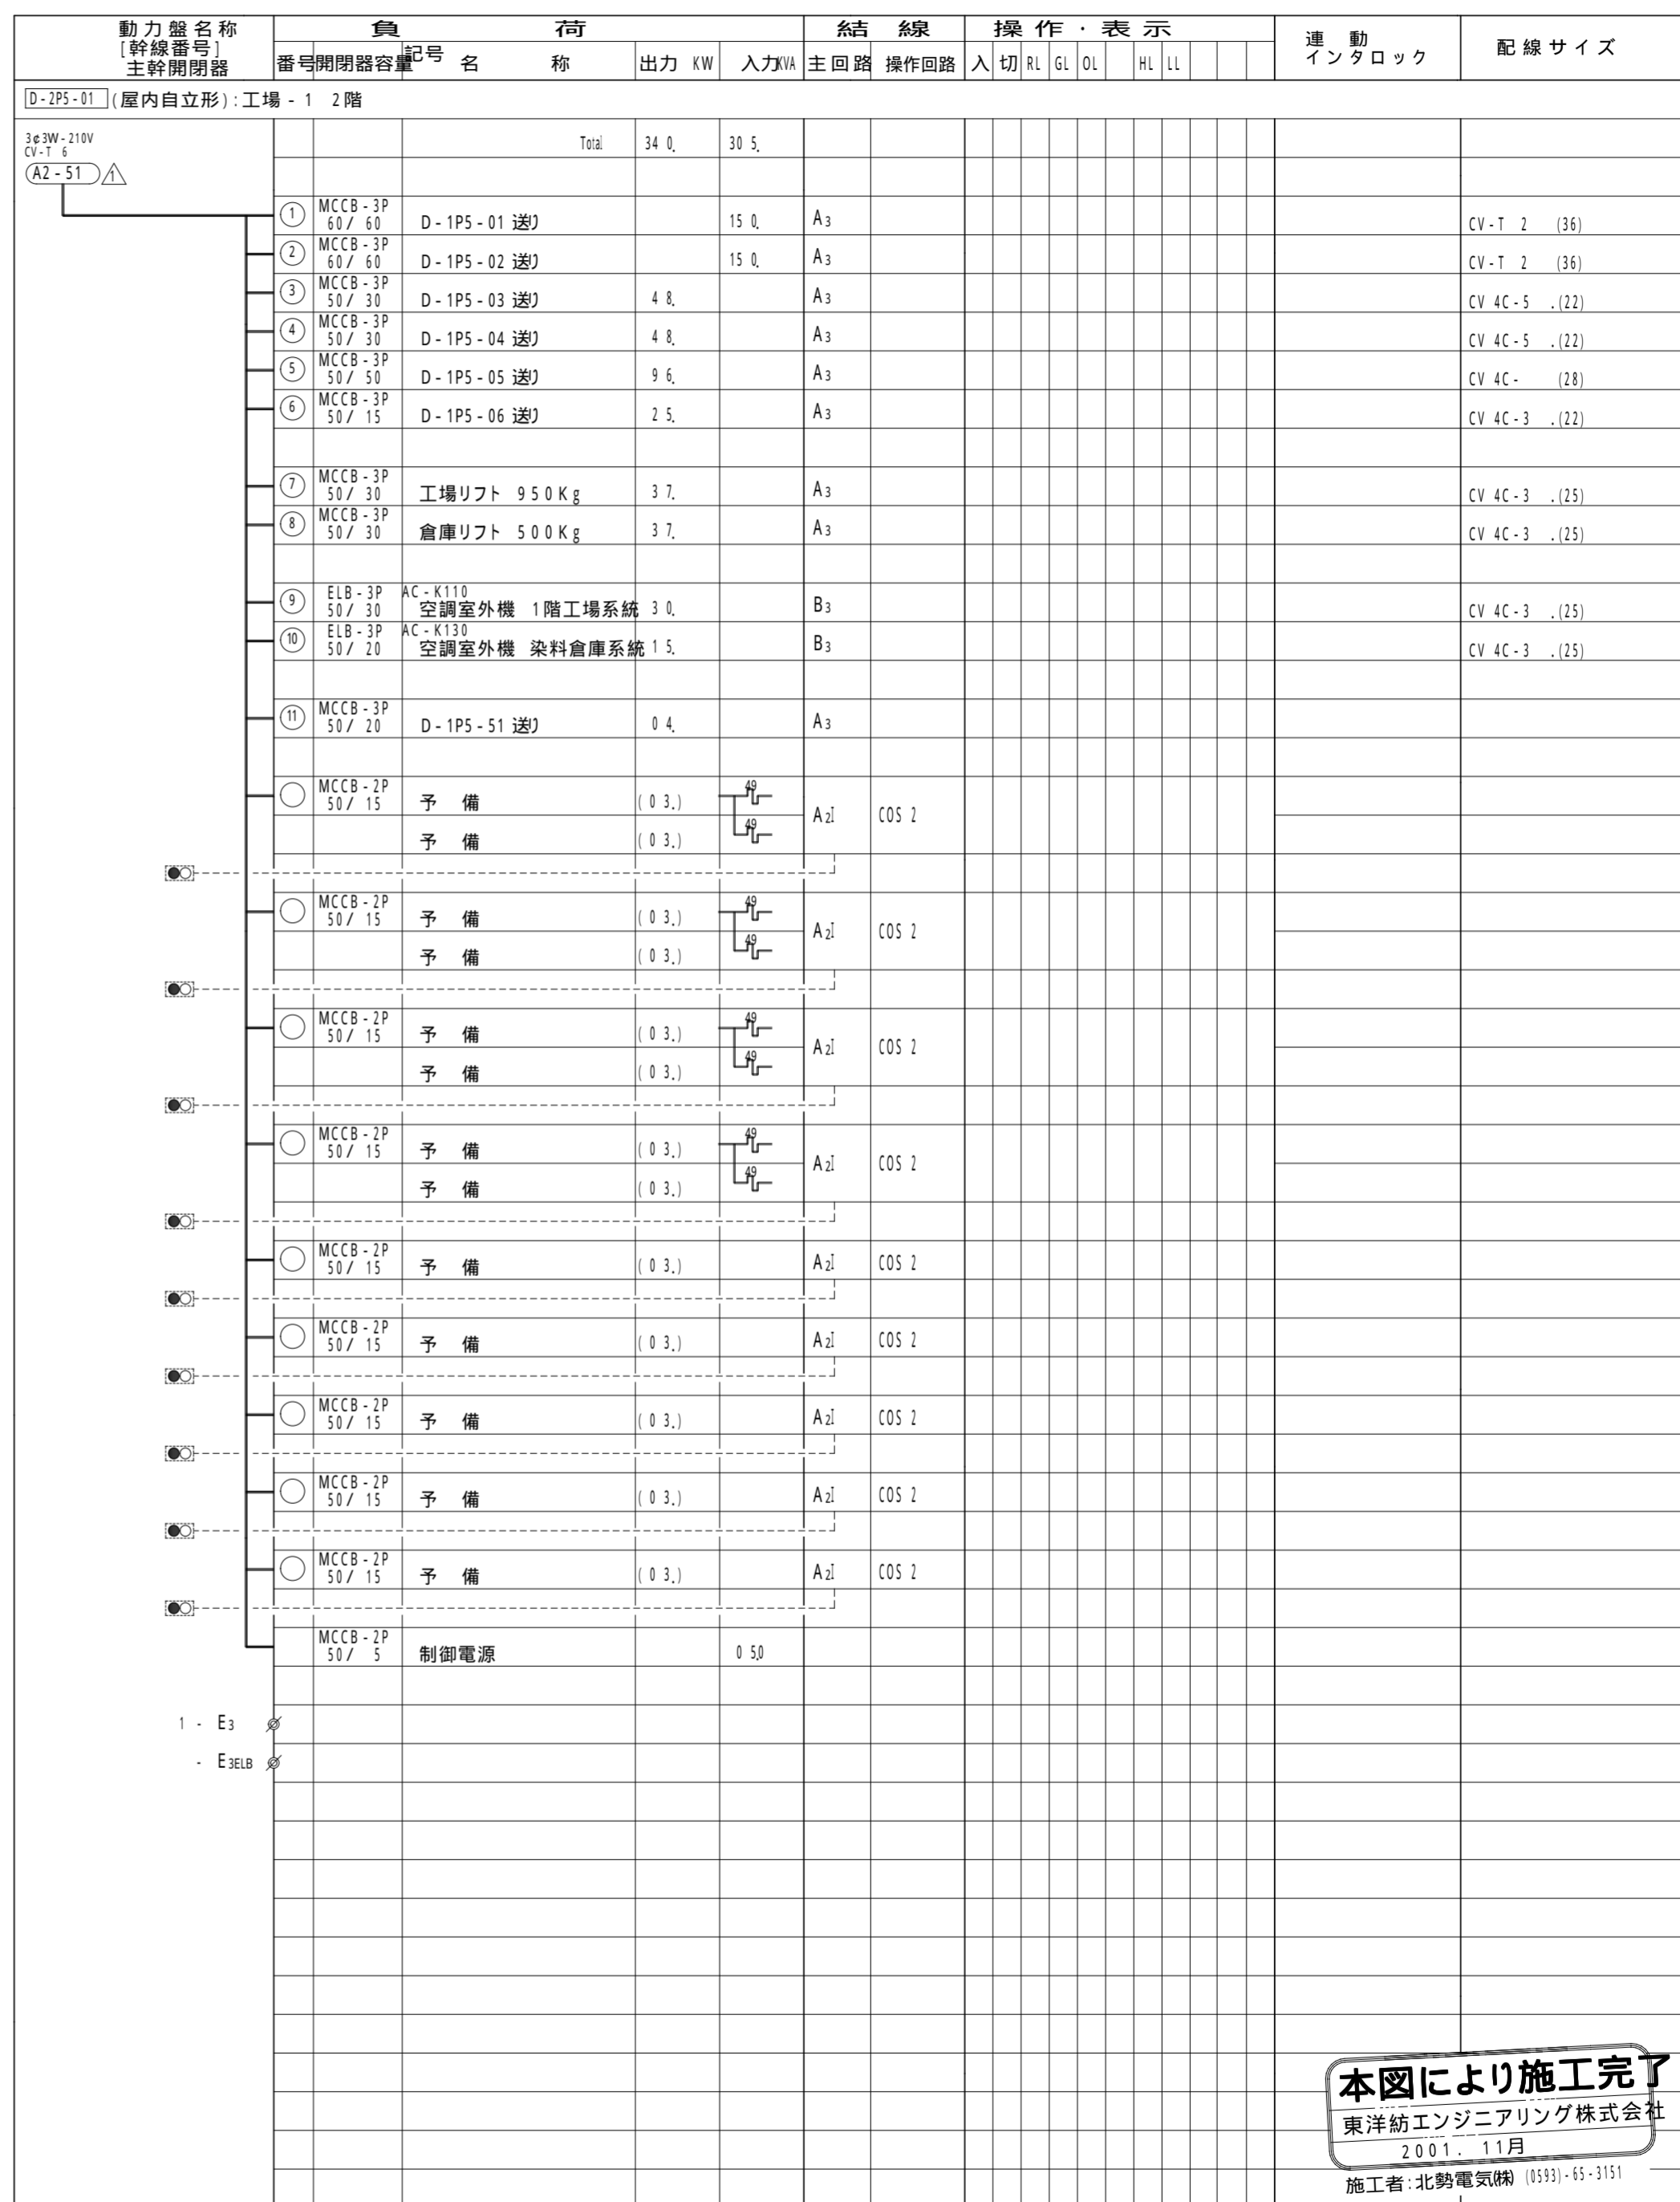 動力盤名称 負 荷 結 線 操 作 ・ 表 示 連 動 配線サイズ
[幹線番号] インタロック
主幹開閉器 番号 開閉器容量 記号 名 称 出力 KW 入力KVA 主回路 操作回路 入 切 RL GL OL HL LL
D-2P5-01 (屋内自立形):工場-1 2階
3¢3W-210V
CV-T 6
A2-51 1
Total 34 0. 30 5.
1 MCCB-3P 60/ 60 D-1P5-01 送り 15 0. A3 CV-T 2 (36)
2 MCCB-3P 60/ 60 D-1P5-02 送り 15 0. A3 CV-T 2 (36)
3 MCCB-3P 50/ 30 D-1P5-03 送り 4 8. A3 CV 4C-5 .(22)
4 MCCB-3P 50/ 30 D-1P5-04 送り 4 8. A3 CV 4C-5 .(22)
5 MCCB-3P 50/ 50 D-1P5-05 送り 9 6. A3 CV 4C- (28)
6 MCCB-3P 50/ 15 D-1P5-06 送り 2 5. A3 CV 4C-3 .(22)
7 MCCB-3P 50/ 30 工場リフト 950Kg 3 7. A3 CV 4C-3 .(25)
8 MCCB-3P 50/ 30 倉庫リフト 500Kg 3 7. A3 CV 4C-3 .(25)
9 ELB-3P 50/ 30 AC-K110 空調室外機 1階工場系統 3 0. B3 CV 4C-3 .(25)
10 ELB-3P 50/ 20 AC-K130 空調室外機 染料倉庫系統 1 5. B3 CV 4C-3 .(25)
11 MCCB-3P 50/ 20 D-1P5-51 送り 0 4. A3
MCCB-2P 50/ 15 予 備 (0 3.) 49 A2I COS 2
予 備 (0 3.) 49
MCCB-2P 50/ 15 予 備 (0 3.) 49 A2I COS 2
予 備 (0 3.) 49
MCCB-2P 50/ 15 予 備 (0 3.) 49 A2I COS 2
予 備 (0 3.) 49
MCCB-2P 50/ 15 予 備 (0 3.) 49 A2I COS 2
予 備 (0 3.) 49
MCCB-2P 50/ 15 予 備 (0 3.) A2I COS 2
MCCB-2P 50/ 15 予 備 (0 3.) A2I COS 2
MCCB-2P 50/ 15 予 備 (0 3.) A2I COS 2
MCCB-2P 50/ 15 予 備 (0 3.) A2I COS 2
MCCB-2P 50/ 15 予 備 (0 3.) A2I COS 2
MCCB-2P 50/ 5 制御電源 0 5.0
1 - E3
- E3ELB
本図により施工完了
東洋紡エンジニアリング株式会社
2001. 11月
施工者:北勢電気㈱ (0593)-65-3151